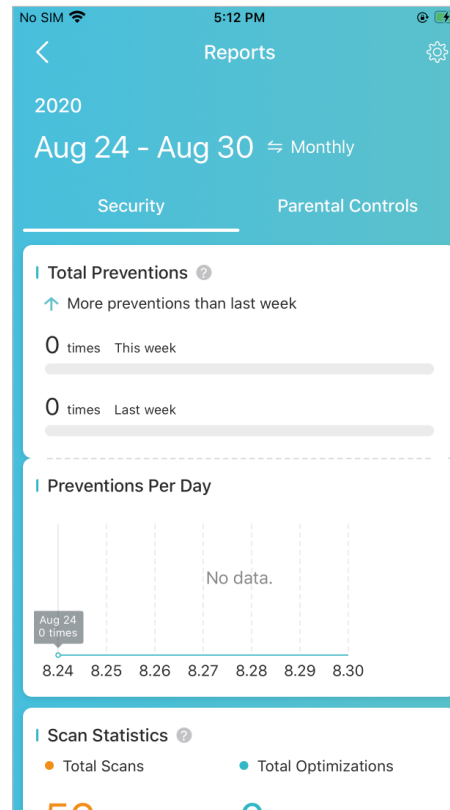 No SIM 5:12 PM
Reports
2020
Aug 24 - Aug 30 ⇋ Monthly
Security Parental Controls
Total Preventions ?
↑ More preventions than last week
0 times This week
0 times Last week
Preventions Per Day
No data.
Aug 24
0 times
8.24 8.25 8.26 8.27 8.28 8.29 8.30
Scan Statistics ?
Total Scans Total Optimizations